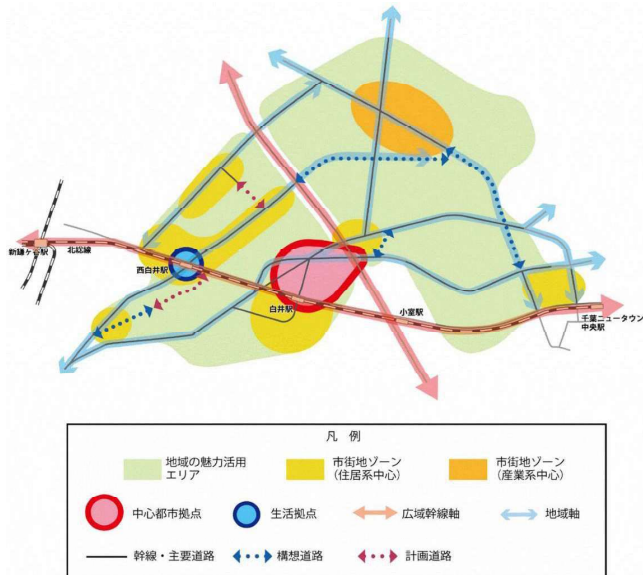 新鎌ケ谷駅
北総線
西白井駅
白井駅
小室駅
千葉ニュータウン
中央駅
凡 例
地域の魅力活用
エリア
市街地ゾーン
(住居系中心)
市街地ゾーン
(産業系中心)
中心都市拠点
生活拠点
広域幹線軸
地域軸
幹線・主要道路
構想道路
計画道路